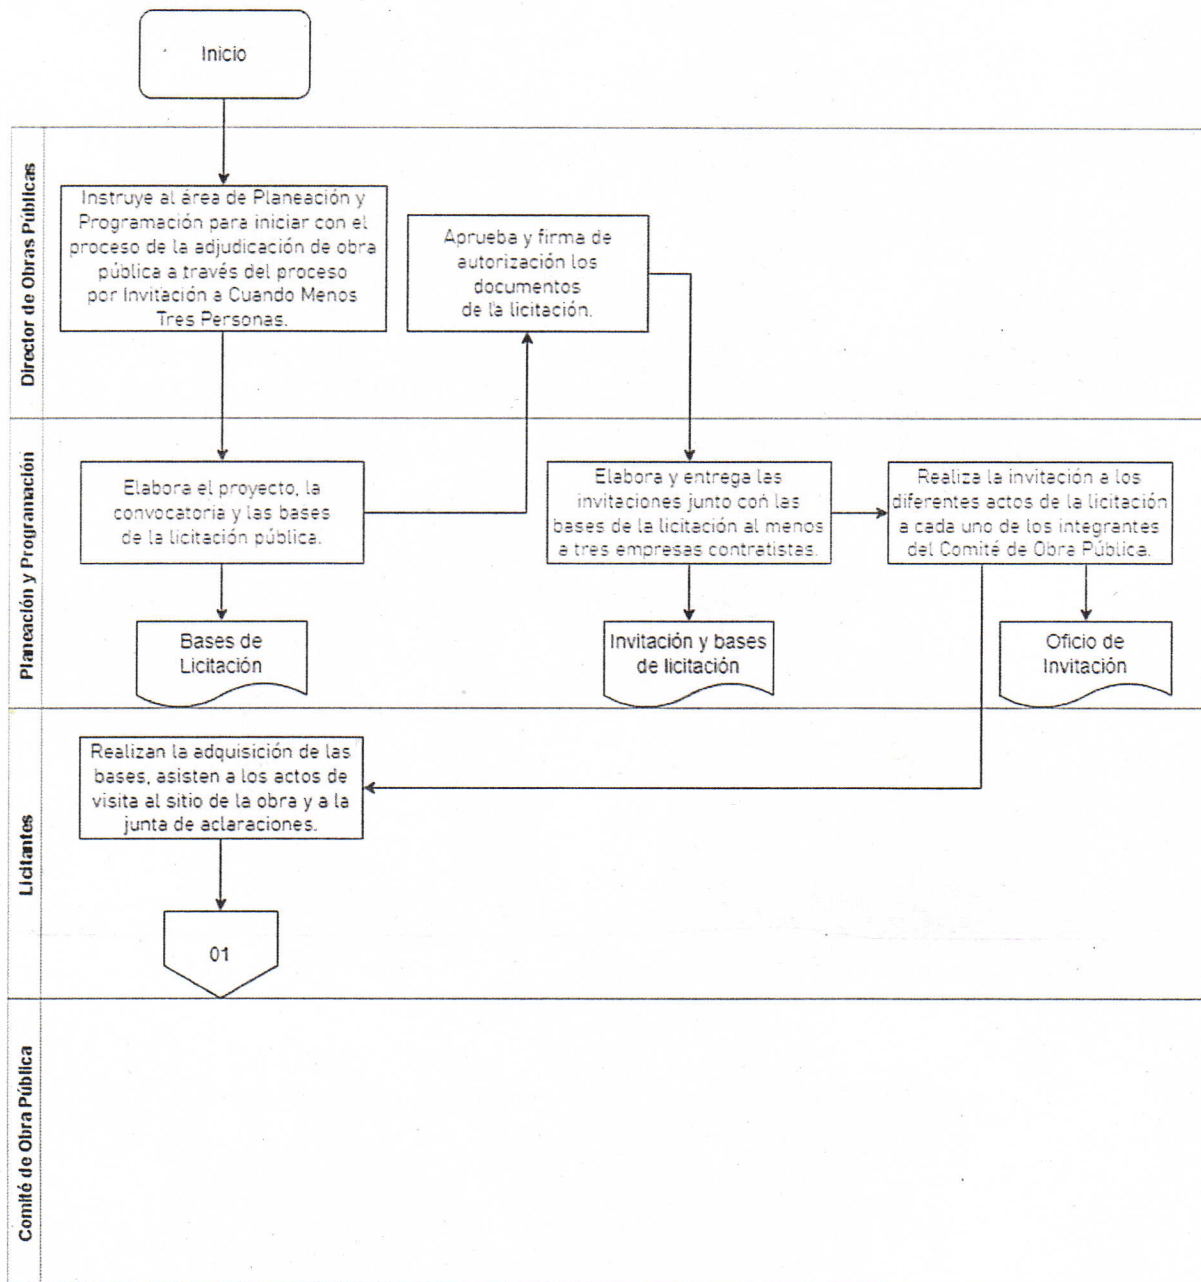 Inicio
Director de Obras Públicas
Instruye al área de Planeación y
Programación para iniciar con el
proceso de la adjudicación de obra
pública a través del proceso
por Invitación a Cuando Menos
Tres Personas.
Aprueba y firma de
autorización los
documentos
de la licitación.
Planeación y Programación
Elabora el proyecto, la
convocatoria y las bases
de la licitación pública.
Elabora y entrega las
invitaciones junto con las
bases de la licitación al menos
a tres empresas contratistas.
Realiza la invitación a los
diferentes actos de la licitación
a cada uno de los integrantes
del Comité de Obra Pública.
Bases de
Licitación
Invitación y bases
de licitación
Oficio de
Invitación
Licitantes
Realizan la adquisición de las
bases, asisten a los actos de
visita al sitio de la obra y a la
junta de aclaraciones.
01
Comité de Obra Pública